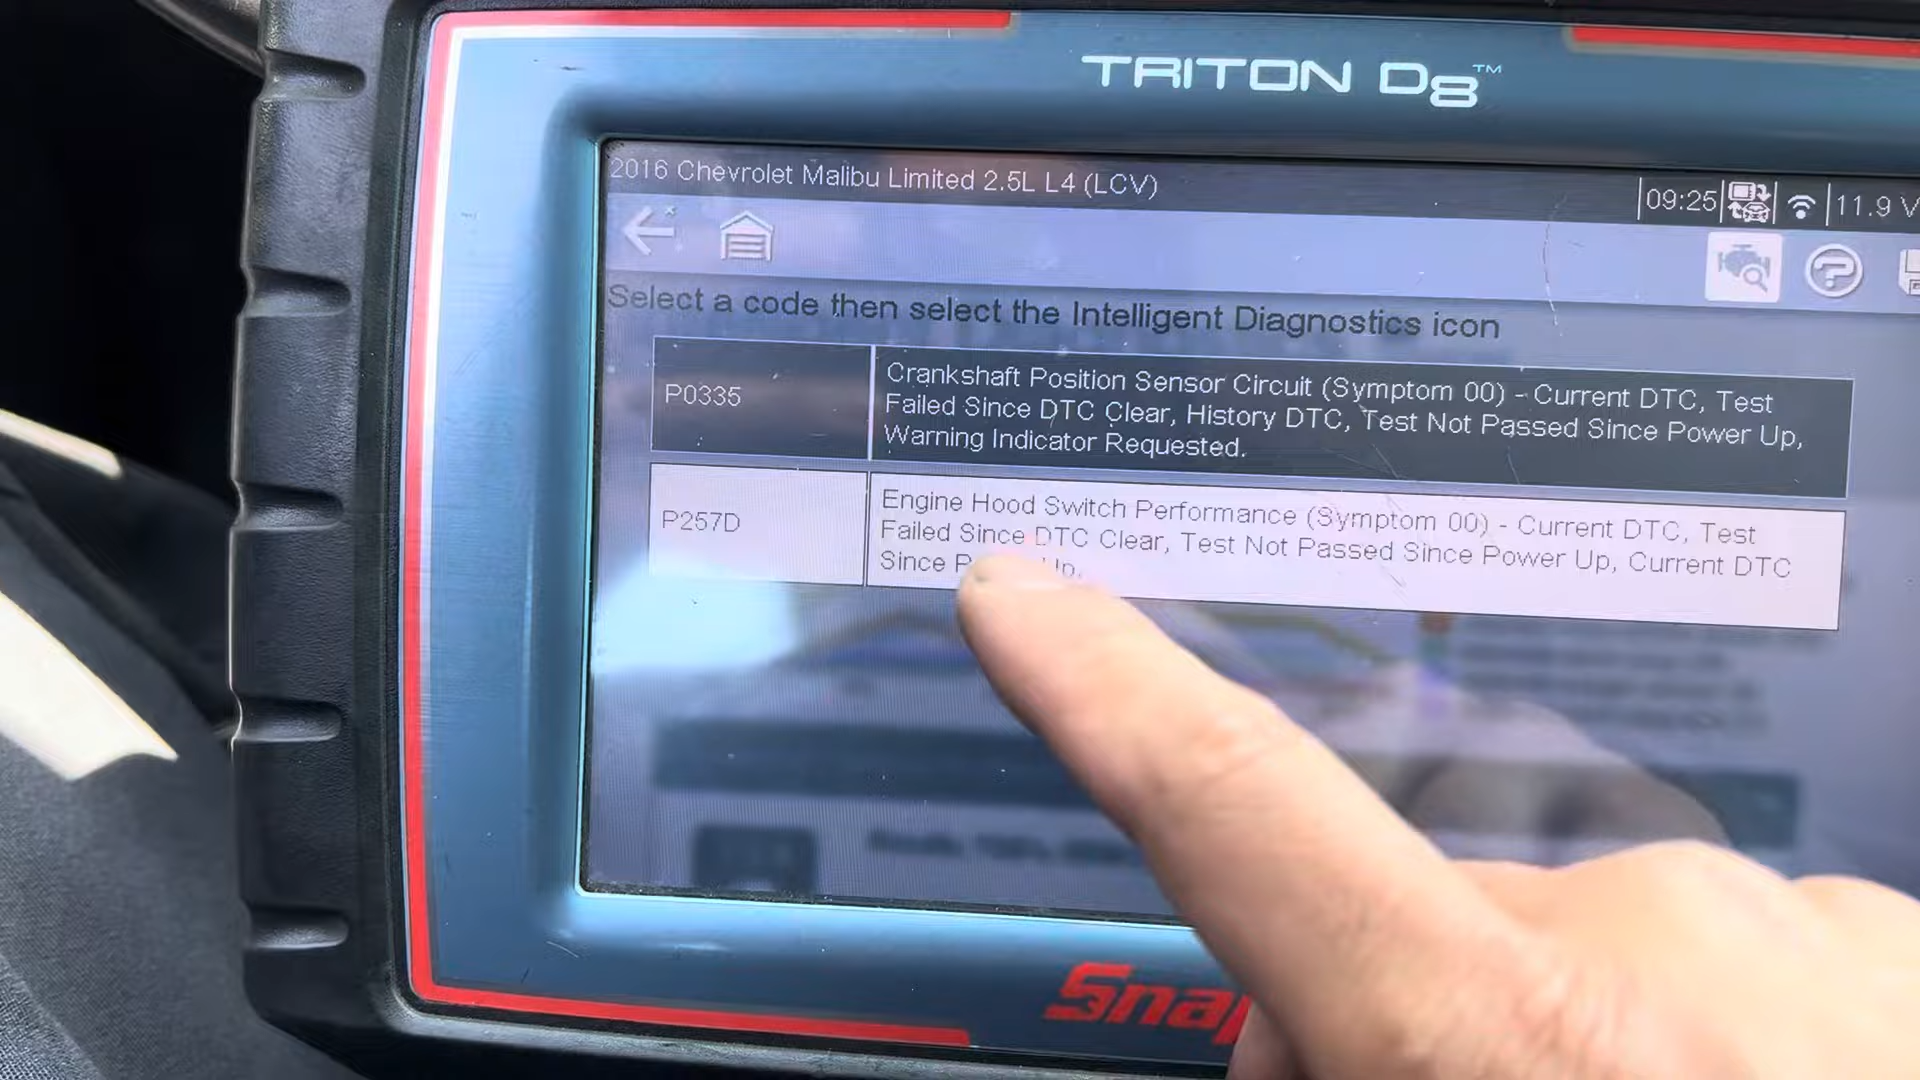 TRITON D8™
2016 Chevrolet Malibu Limited 2.5L L4 (LCV)
09:25
11.9 V
Select a code then select the Intelligent Diagnostics icon
P0335
Crankshaft Position Sensor Circuit (Symptom 00) - Current DTC, Test
Failed Since DTC Clear, History DTC, Test Not Passed Since Power Up,
Warning Indicator Requested.
P257D
Engine Hood Switch Performance (Symptom 00) - Current DTC, Test
Failed Since DTC Clear, Test Not Passed Since Power Up, Current DTC
Since Up.
Snap